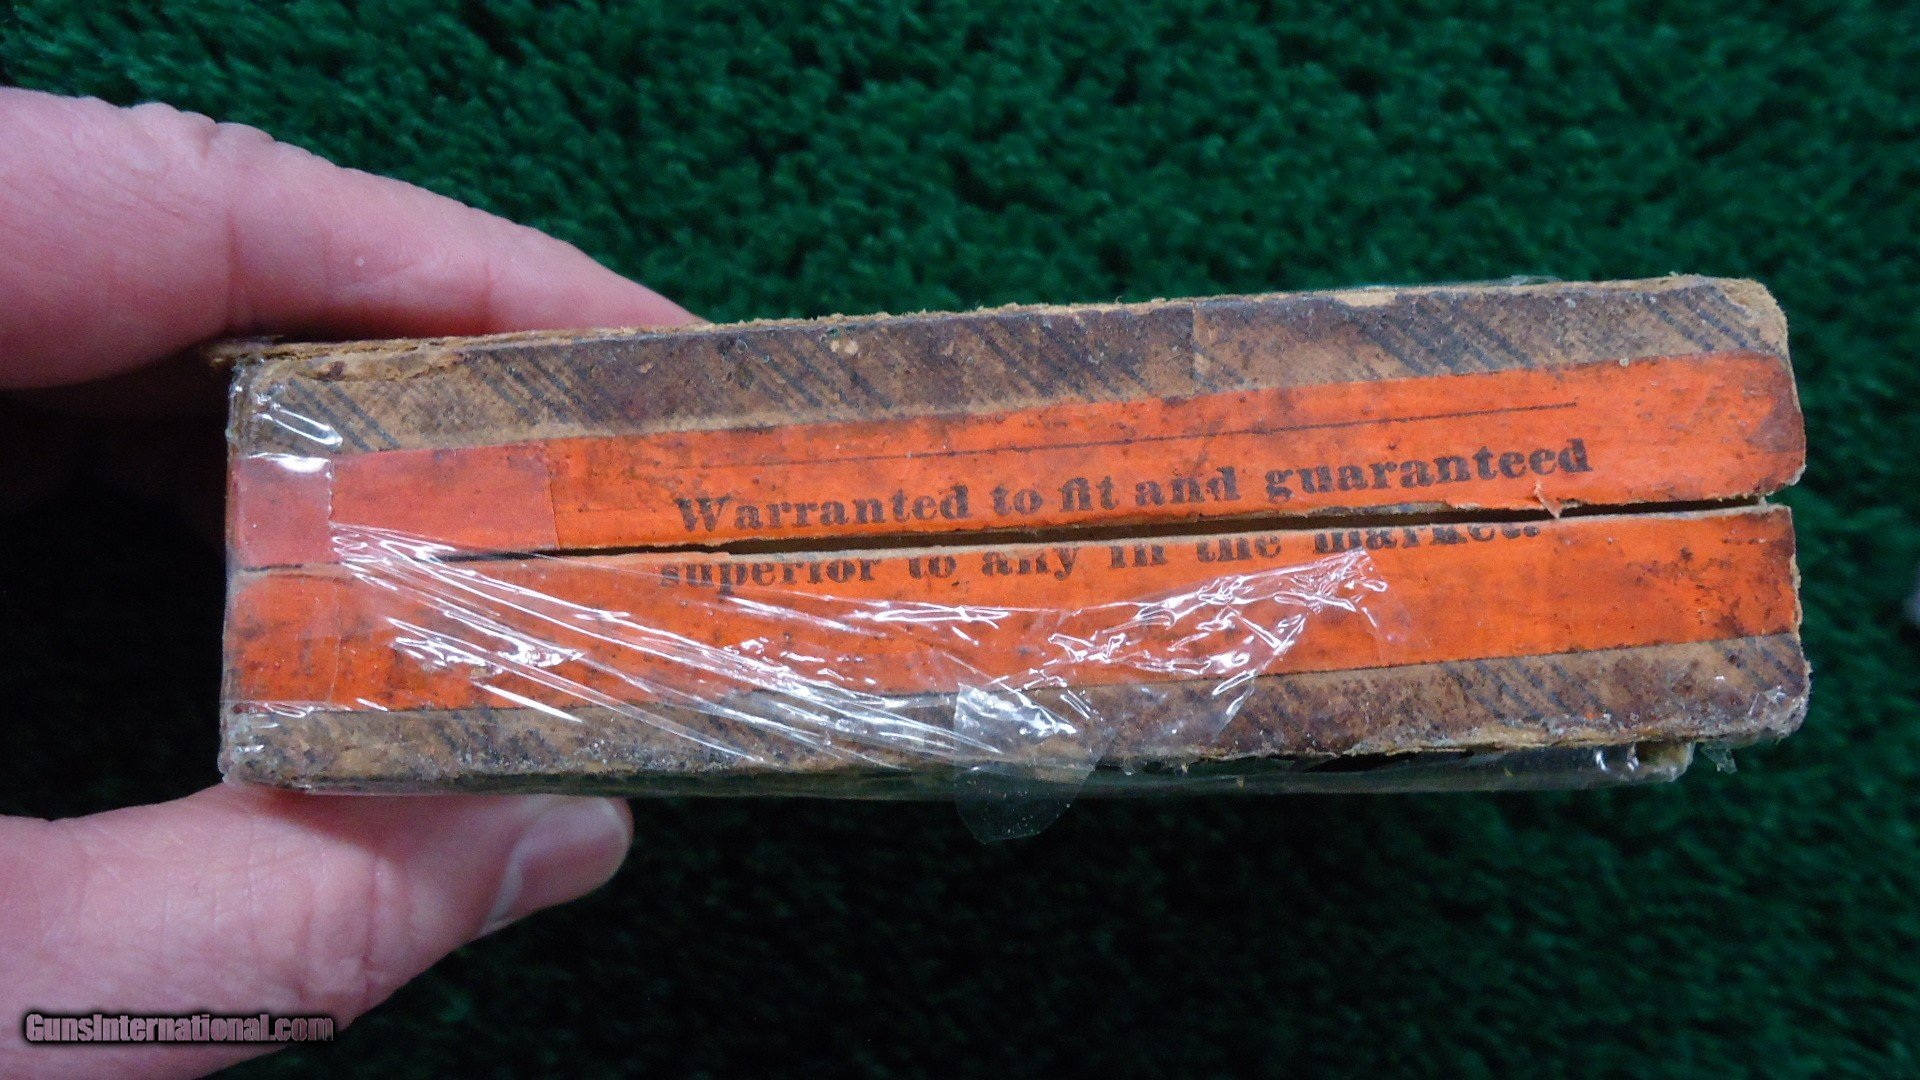 Warranted to fit and guaranteed
superior to any in the market.
GunsInternational.com